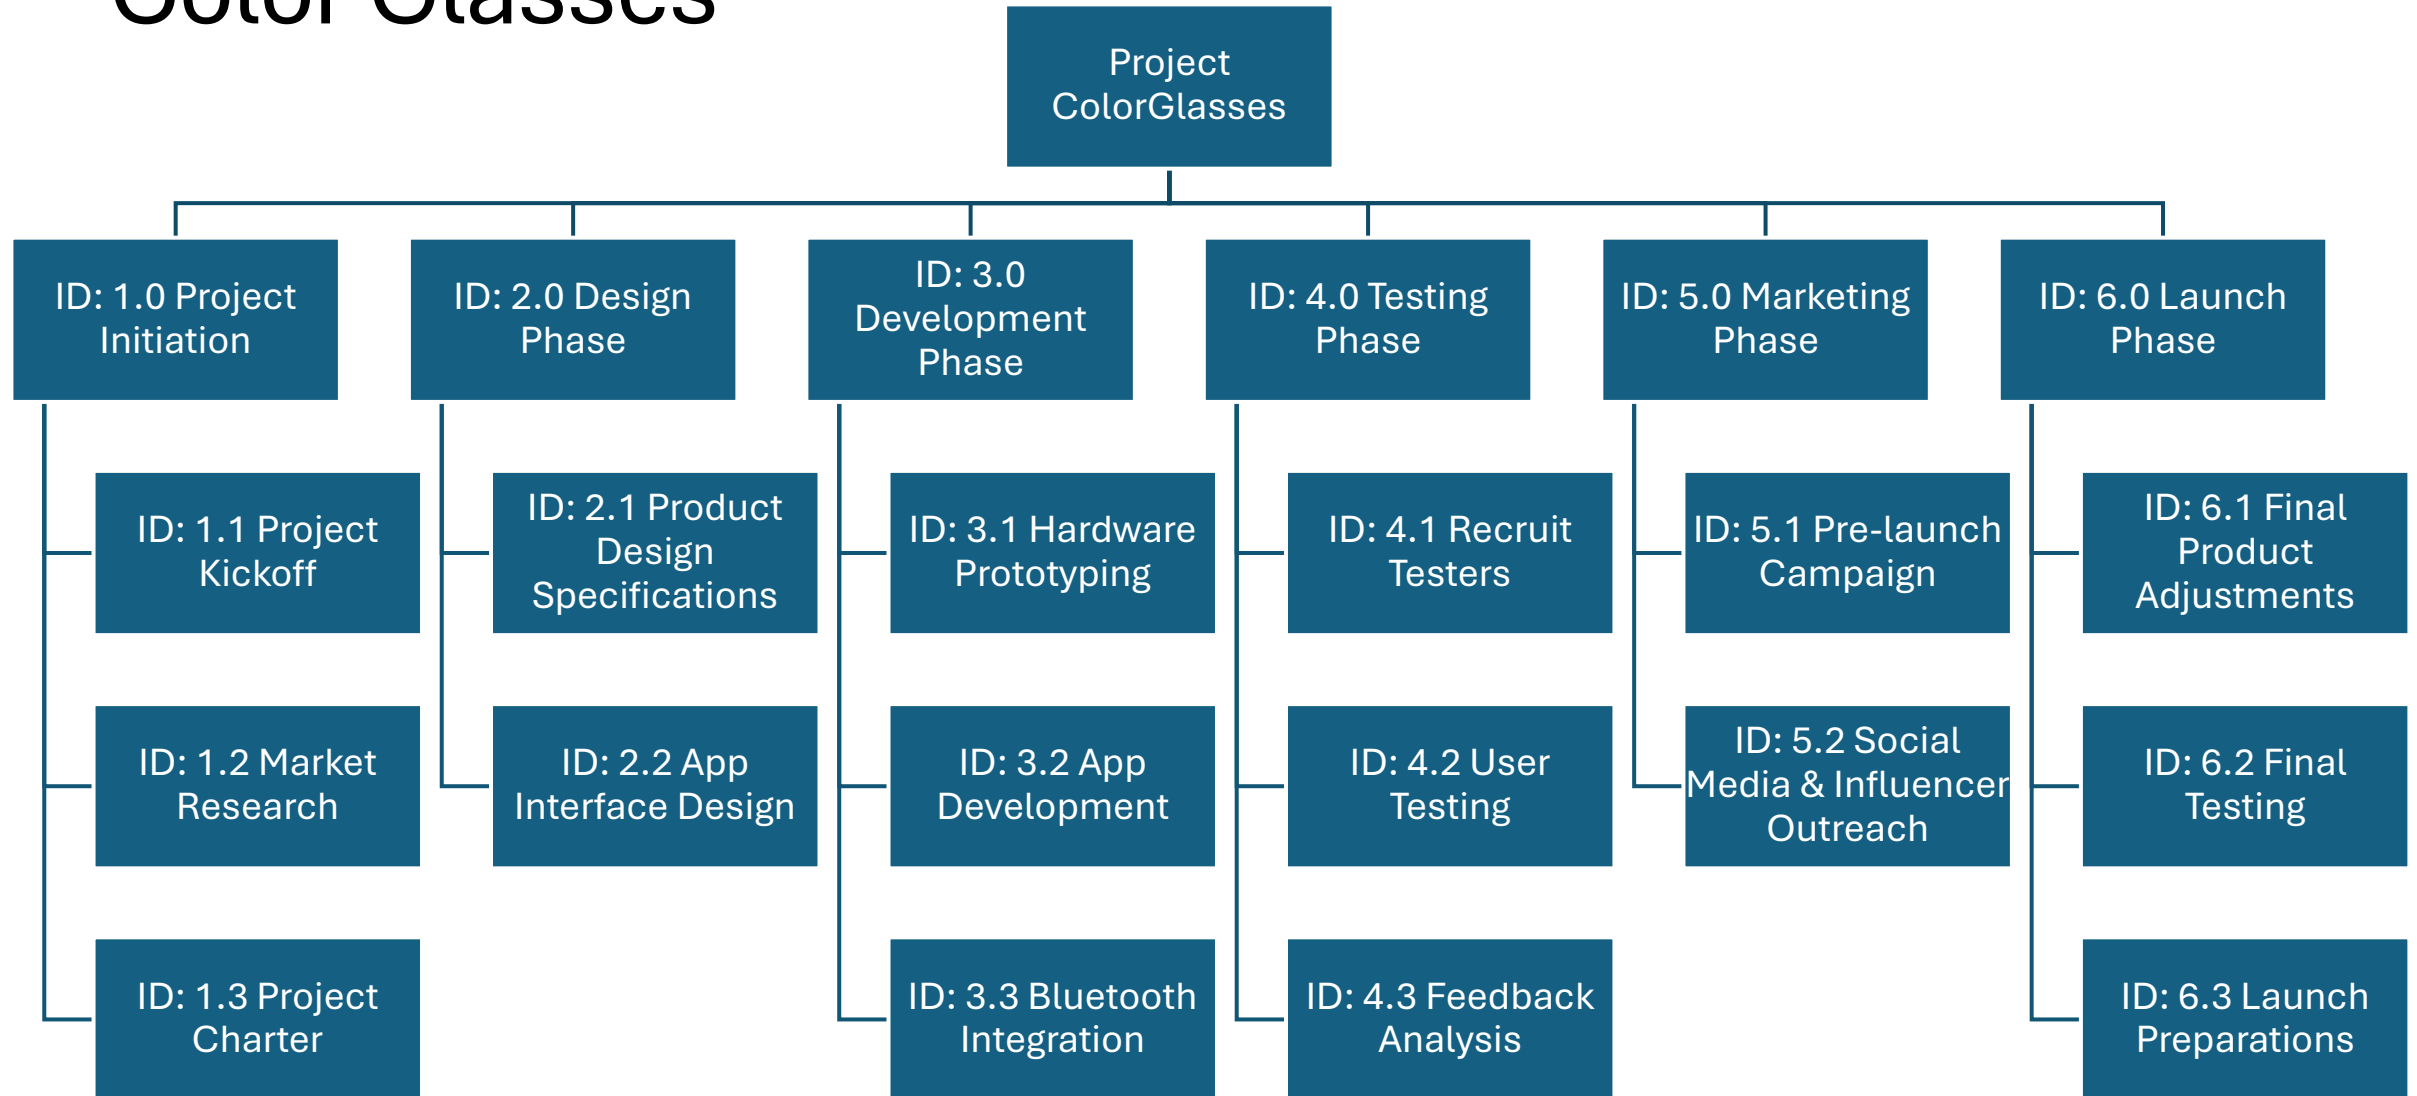 Color Glasses
Project
ColorGlasses
ID: 1.0 Project
Initiation
ID: 2.0 Design
Phase
ID: 3.0
Development
Phase
ID: 4.0 Testing
Phase
ID: 5.0 Marketing
Phase
ID: 6.0 Launch
Phase
ID: 1.1 Project
Kickoff
ID: 2.1 Product
Design
Specifications
ID: 3.1 Hardware
Prototyping
ID: 4.1 Recruit
Testers
ID: 5.1 Pre-launch
Campaign
ID: 6.1 Final
Product
Adjustments
ID: 1.2 Market
Research
ID: 2.2 App
Interface Design
ID: 3.2 App
Development
ID: 4.2 User
Testing
ID: 5.2 Social
Media & Influencer
Outreach
ID: 6.2 Final
Testing
ID: 1.3 Project
Charter
ID: 3.3 Bluetooth
Integration
ID: 4.3 Feedback
Analysis
ID: 6.3 Launch
Preparations